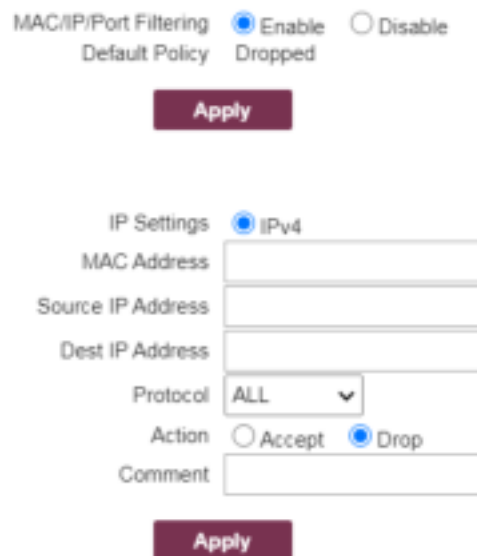 MAC/IP/Port Filtering Enable Disable
Default Policy Dropped
Apply
IP Settings IPv4
MAC Address
Source IP Address
Dest IP Address
Protocol ALL
Action Accept Drop
Comment
Apply